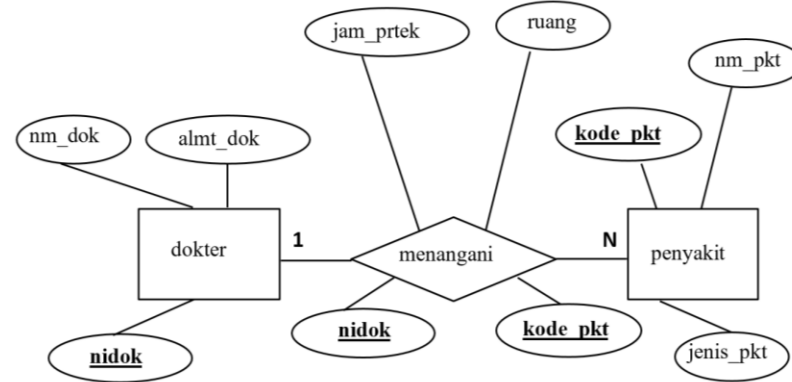 jam_prtek
ruang
nm_pkt
nm_dok
almt_dok
kode_pkt
dokter
1
menangani
N
penyakit
nidok
nidok
kode_pkt
jenis_pkt